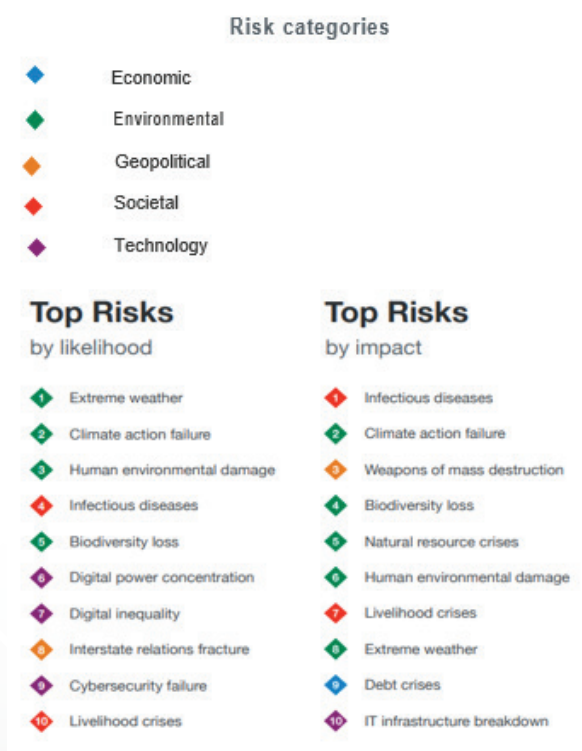 Risk categories
Economic
Environmental
Geopolitical
Societal
Technology
Top Risks
by likelihood
1 Extreme weather
2 Climate action failure
3 Human environmental damage
4 Infectious diseases
5 Biodiversity loss
6 Digital power concentration
7 Digital inequality
8 Interstate relations fracture
9 Cybersecurity failure
10 Livelihood crises
Top Risks
by impact
1 Infectious diseases
2 Climate action failure
3 Weapons of mass destruction
4 Biodiversity loss
5 Natural resource crises
6 Human environmental damage
7 Livelihood crises
8 Extreme weather
9 Debt crises
10 IT infrastructure breakdown